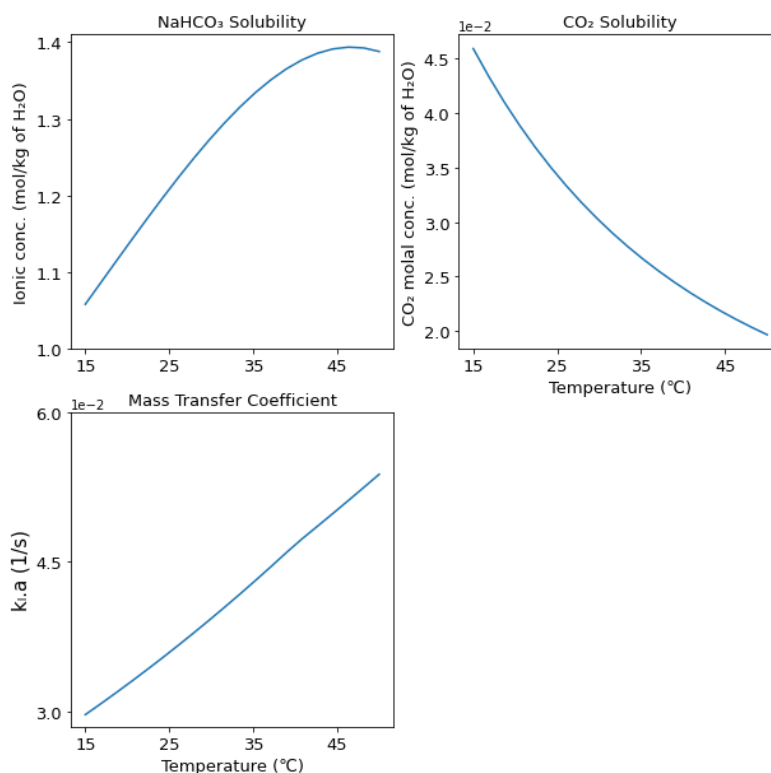 NaHCO₃ Solubility
Ionic conc. (mol/kg of H₂O)
1.4
1.3
1.2
1.1
1.0
15 25 35 45
CO₂ Solubility
1e−2
CO₂ molal conc. (mol/kg of H₂O)
4.5
4.0
3.5
3.0
2.5
2.0
15 25 35 45
Temperature (℃)
Mass Transfer Coefficient
1e−2
kₗ.a (1/s)
6.0
4.5
3.0
15 25 35 45
Temperature (℃)